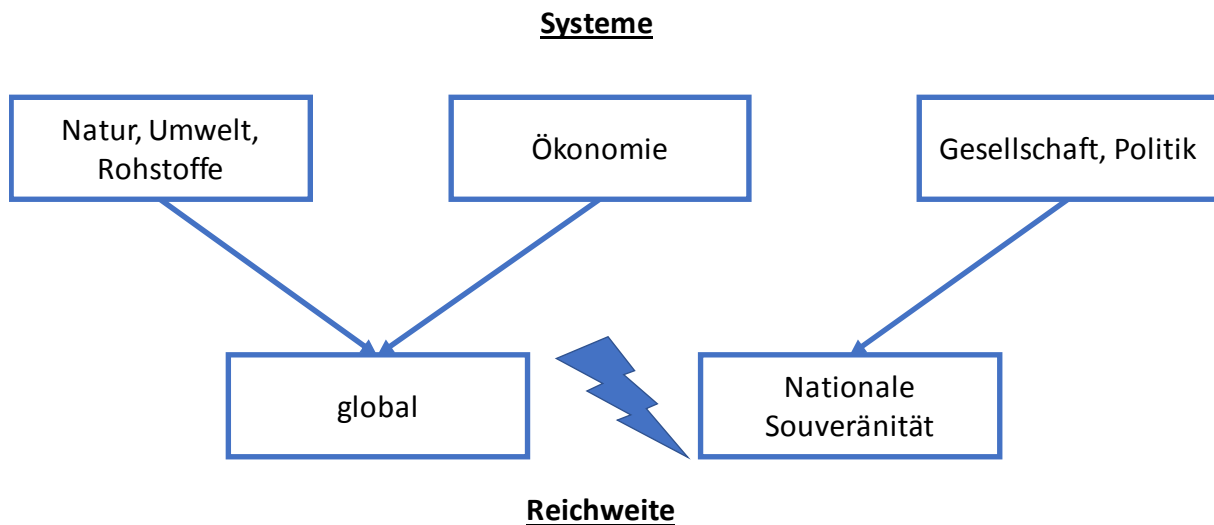 Systeme
Natur, Umwelt,
Rohstoffe
Ökonomie
Gesellschaft, Politik
global
Nationale
Souveränität
Reichweite